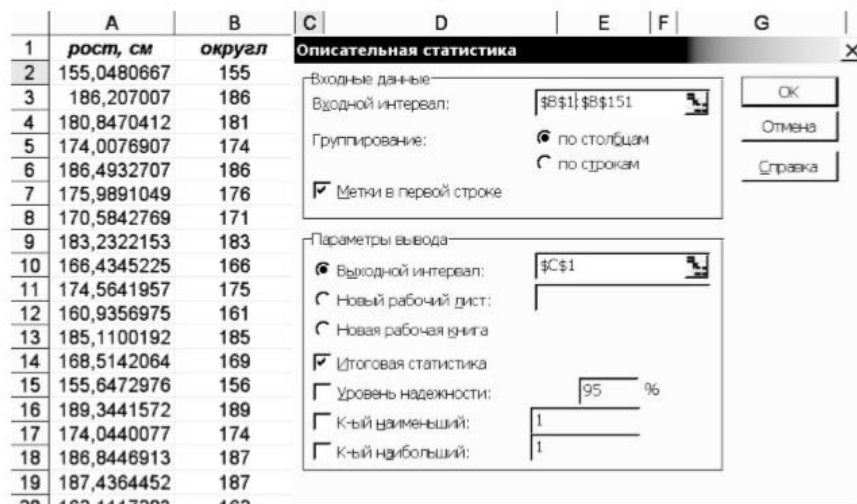 A B C D E F G
1 рост, см округл
2 155,0480667 155
3 186,207007 186
4 180,8470412 181
5 174,0076907 174
6 186,4932707 186
7 175,9891049 176
8 170,5842769 171
9 183,2322153 183
10 166,4345225 166
11 174,5641957 175
12 160,9356975 161
13 185,1100192 185
14 168,5142064 169
15 155,6472976 156
16 189,3441572 189
17 174,0440077 174
18 186,8446913 187
19 187,4364452 187
Описательная статистика
Входные данные
Входной интервал: $B$1:$B$151
Группирование: по столбцам
по строкам
Метки в первой строке
OK
Отмена
Справка
Параметры вывода
Выходной интервал: $C$1
Новый рабочий лист:
Новая рабочая книга
Итоговая статистика
Уровень надежности: 95 %
К-ый наименьший: 1
К-ый наибольший: 1